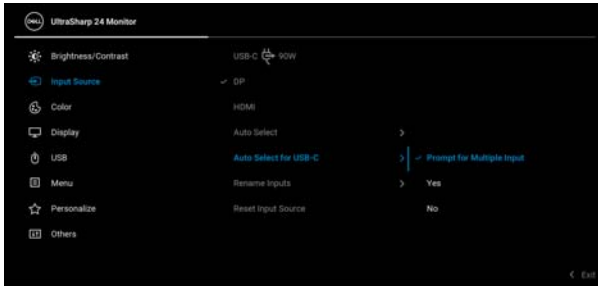 DELL UltraSharp 24 Monitor
Brightness/Contrast USB-C 90W
Input Source DP
Color HDMI
Display Auto Select
USB Auto Select for USB-C Prompt for Multiple Input
Menu Rename Inputs Yes
Personalize Reset Input Source No
Others
Exit